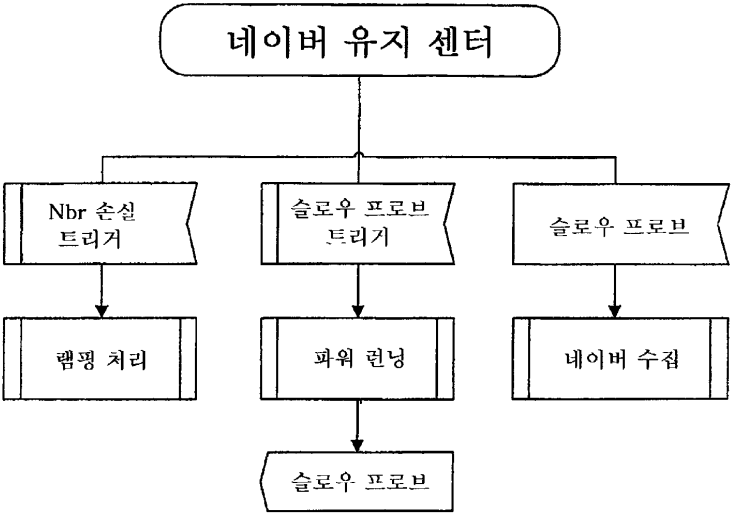 네이버 유지 센터
Nbr 손실
트리거
슬로우 프로브
트리거
슬로우 프로브
램핑 처리
파워 런닝
네이버 수집
슬로우 프로브